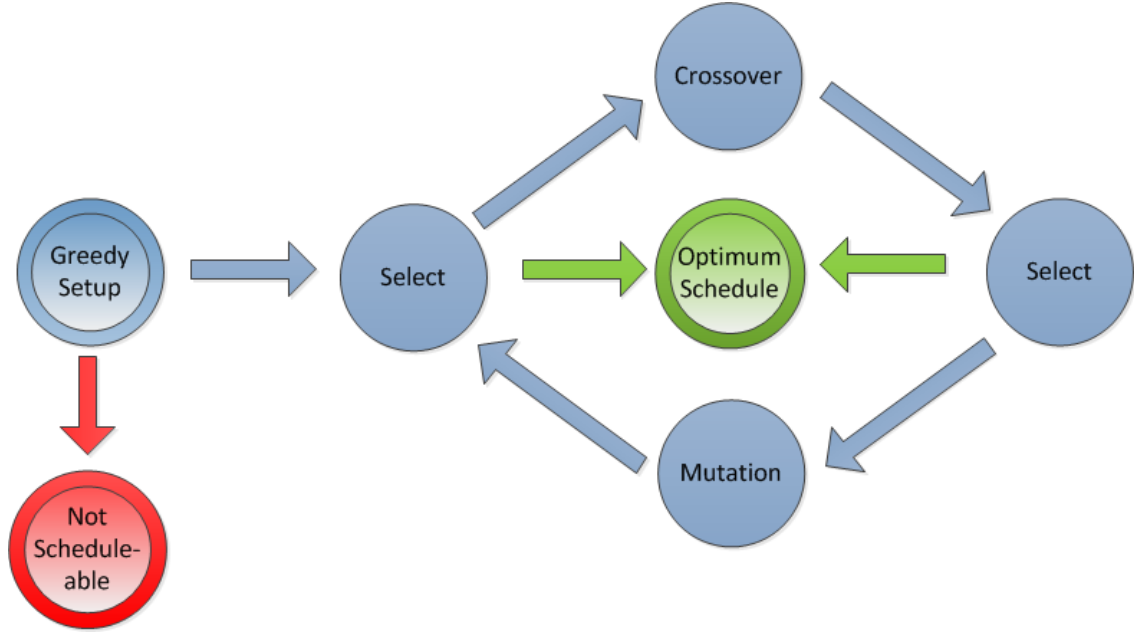 Crossover
Greedy
Setup
Select
Optimum
Schedule
Select
Mutation
Not
Schedule-
able